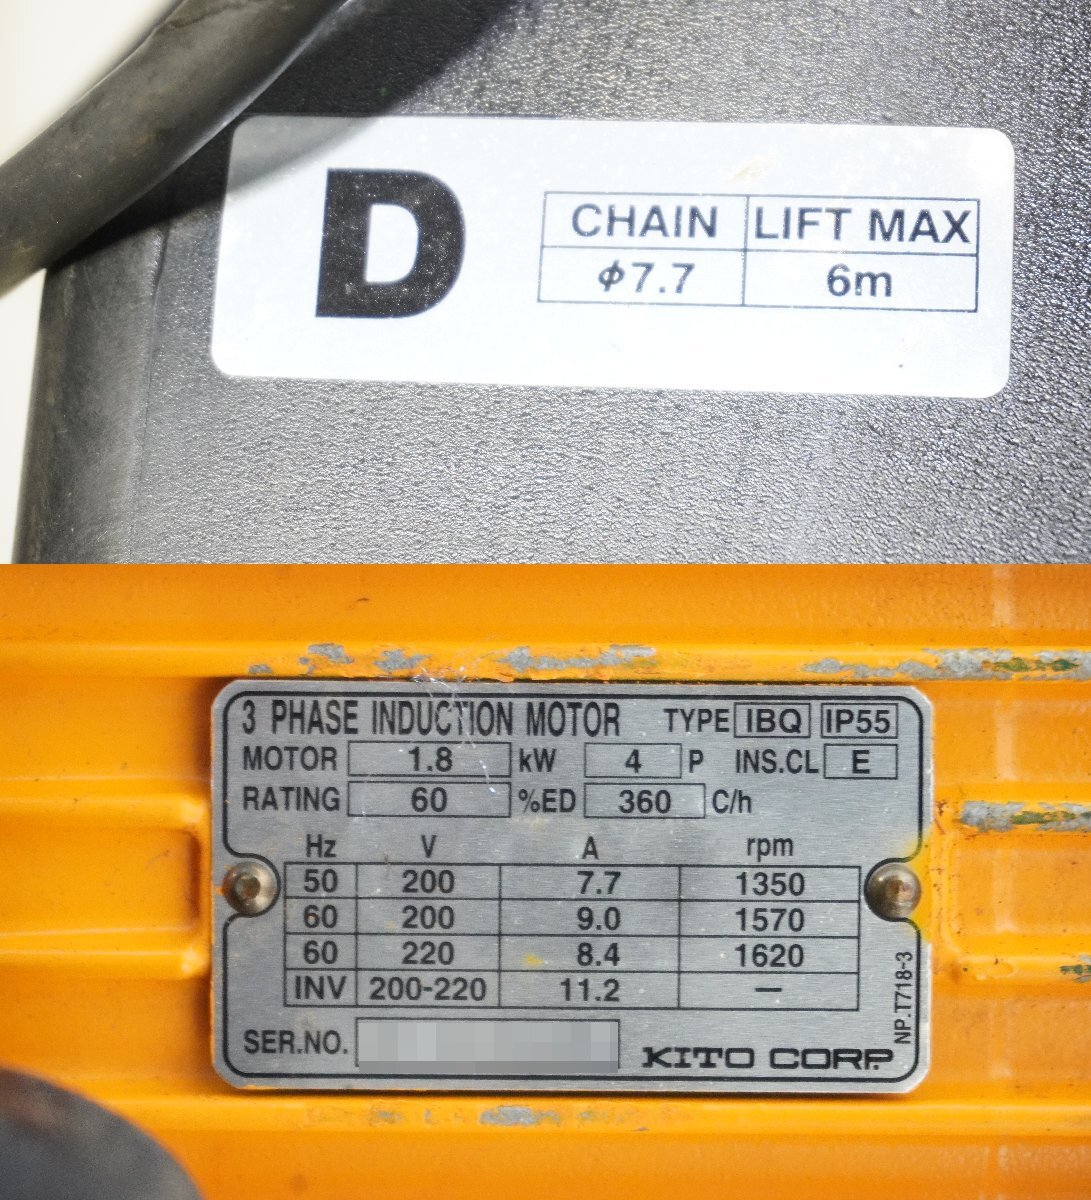 D
CHAIN LIFT MAX
φ7.7 6m
3 PHASE INDUCTION MOTOR TYPE IBQ IP55
MOTOR 1.8 kW 4 P INS.CL E
RATING 60 %ED 360 C/h
Hz V A rpm
50 200 7.7 1350
60 200 9.0 1570
60 220 8.4 1620
INV 200-220 11.2 —
NP.T718-3
SER.NO.
KITO CORP.